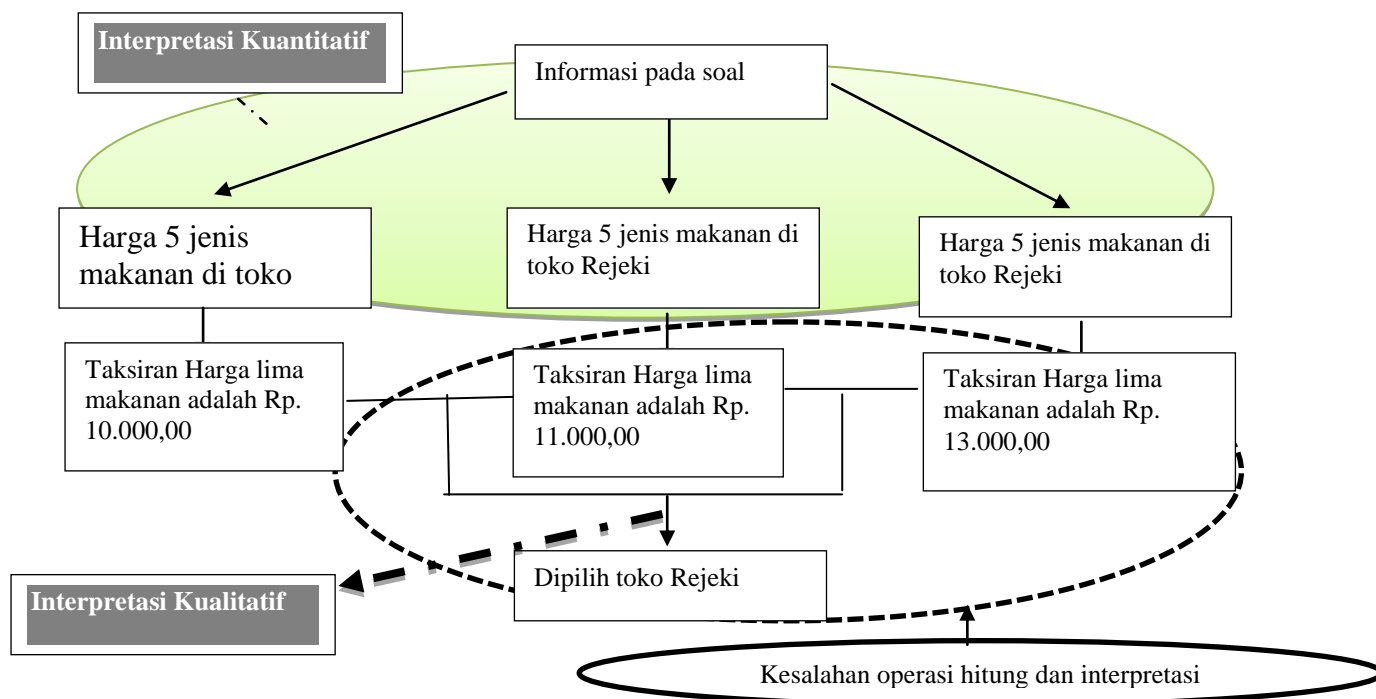 Interpretasi Kuantitatif
Informasi pada soal
Harga 5 jenis
makanan di toko
Harga 5 jenis makanan di
toko Rejeki
Harga 5 jenis makanan di
toko Rejeki
Taksiran Harga lima
makanan adalah Rp.
10.000,00
Taksiran Harga lima
makanan adalah Rp.
11.000,00
Taksiran Harga lima
makanan adalah Rp.
13.000,00
Dipilih toko Rejeki
Interpretasi Kualitatif
Kesalahan operasi hitung dan interpretasi